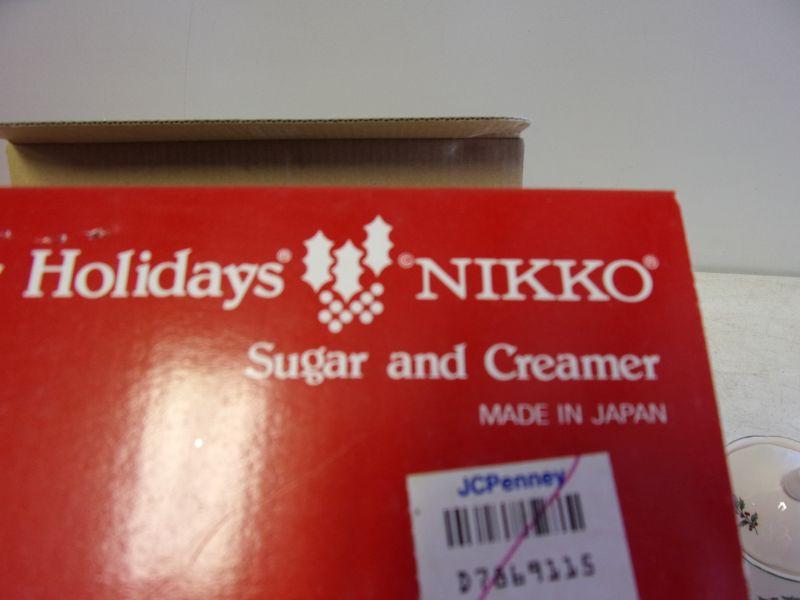 Holidays® © NIKKO®
Sugar and Creamer
MADE IN JAPAN
JCPenney
D7869115